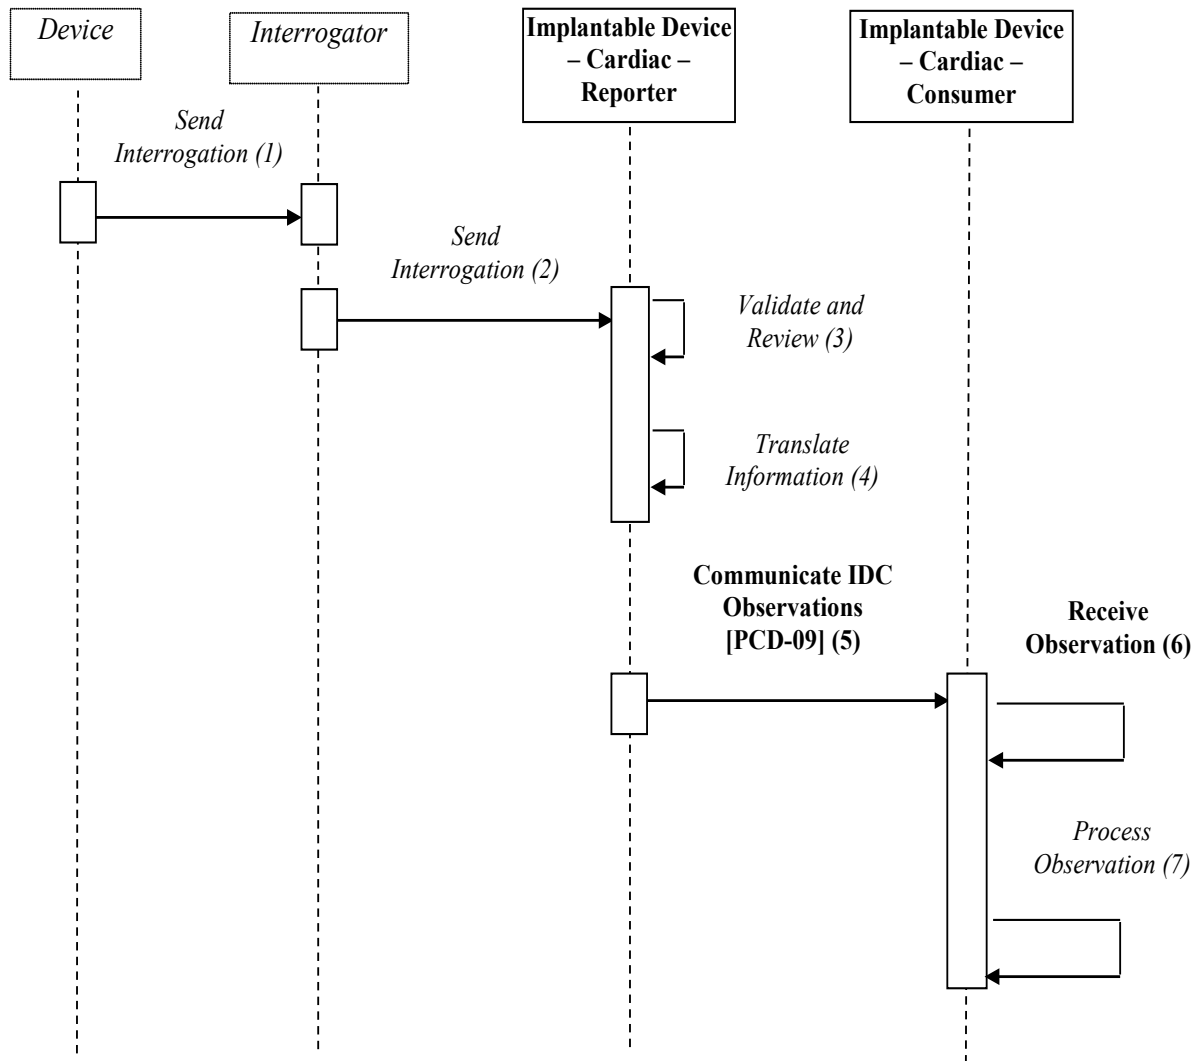 Device
Interrogator
Implantable Device
– Cardiac –
Reporter
Implantable Device
– Cardiac –
Consumer
Send
Interrogation (1)
Send
Interrogation (2)
Validate and
Review (3)
Translate
Information (4)
Communicate IDC
Observations
[PCD-09] (5)
Receive
Observation (6)
Process
Observation (7)